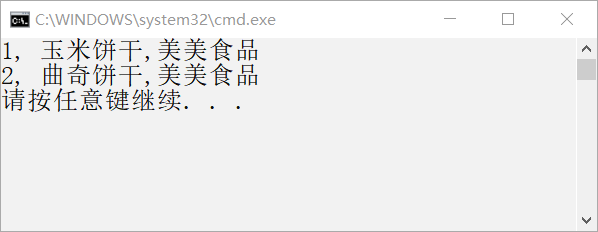 C:\WINDOWS\system32\cmd.exe
1, 玉米饼干,美美食品
2, 曲奇饼干,美美食品
请按任意键继续. . .